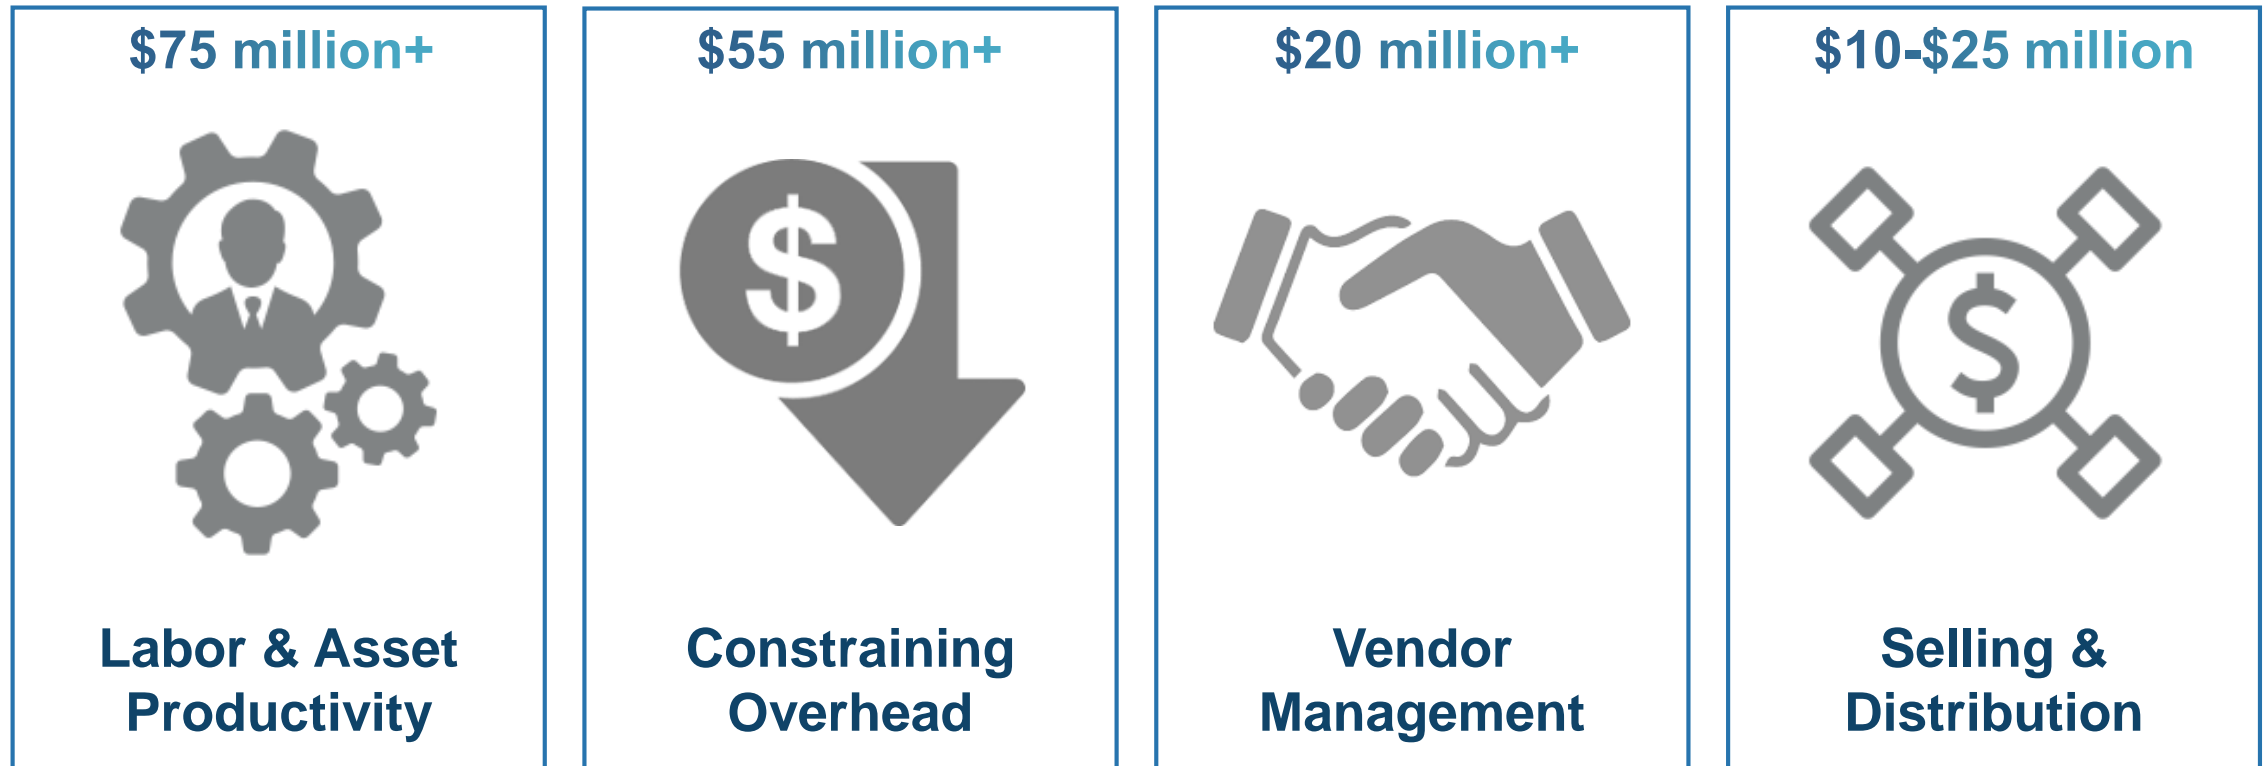 $75 million+
Labor & Asset
Productivity
$55 million+
$
Constraining
Overhead
$20 million+
Vendor
Management
$10-$25 million
$
Selling &
Distribution